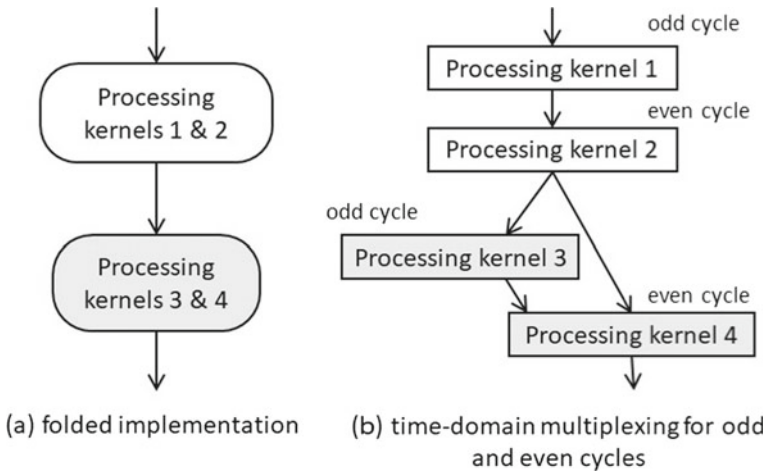 Processing
kernels 1 & 2
Processing
kernels 3 & 4
(a) folded implementation
odd cycle
Processing kernel 1
even cycle
Processing kernel 2
odd cycle
Processing kernel 3
even cycle
Processing kernel 4
(b) time-domain multiplexing for odd
and even cycles